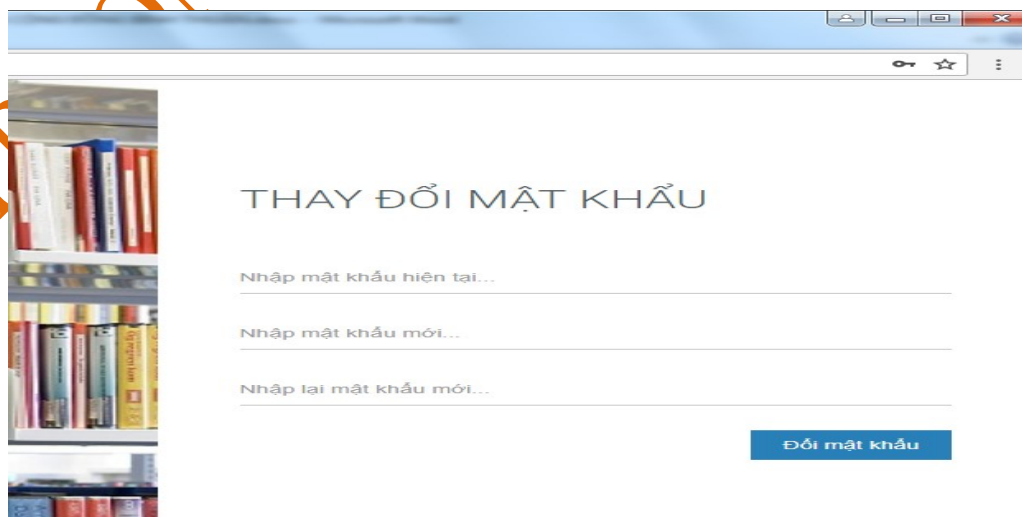 THAY ĐỔI MẬT KHẨU
Nhập mật khẩu hiện tại...
Nhập mật khẩu mới...
Nhập lại mật khẩu mới...
Đổi mật khẩu